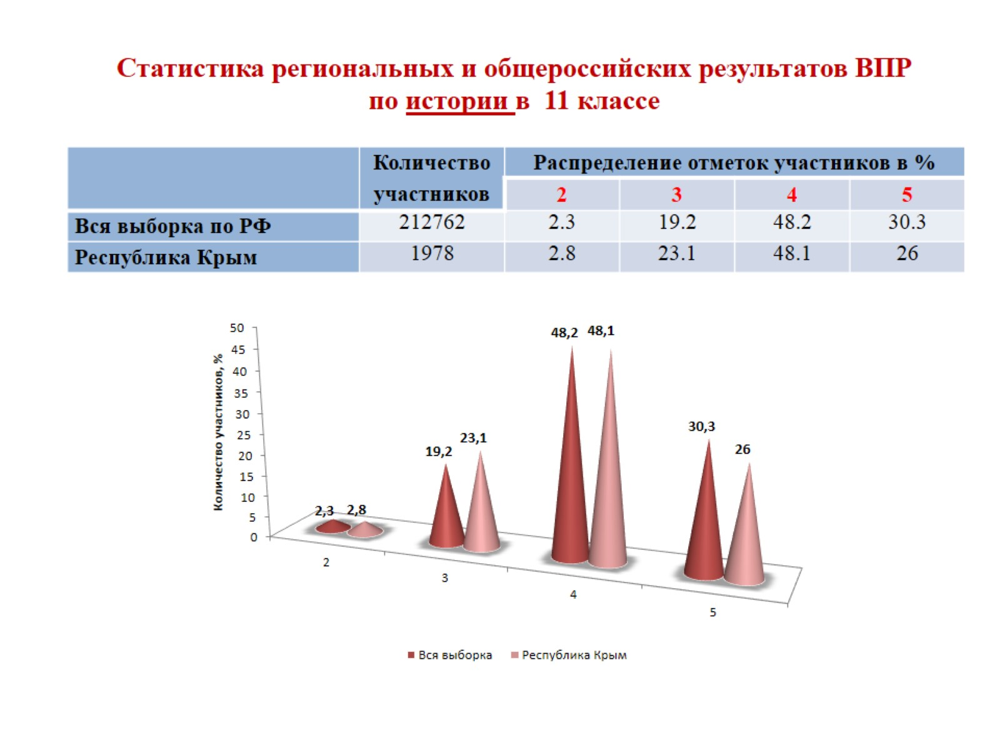 Статистика региональных и общероссийских результатов ВПР
по истории в 11 классе
Количество участников
Распределение отметок участников в %
2 3 4 5
Вся выборка по РФ 212762 2.3 19.2 48.2 30.3
Республика Крым 1978 2.8 23.1 48.1 26
Количество участников, %
50
45
40
35
30
25
20
15
10
5
0
2,3 2,8
19,2 23,1
48,2 48,1
30,3 26
2
3
4
5
Вся выборка Республика Крым